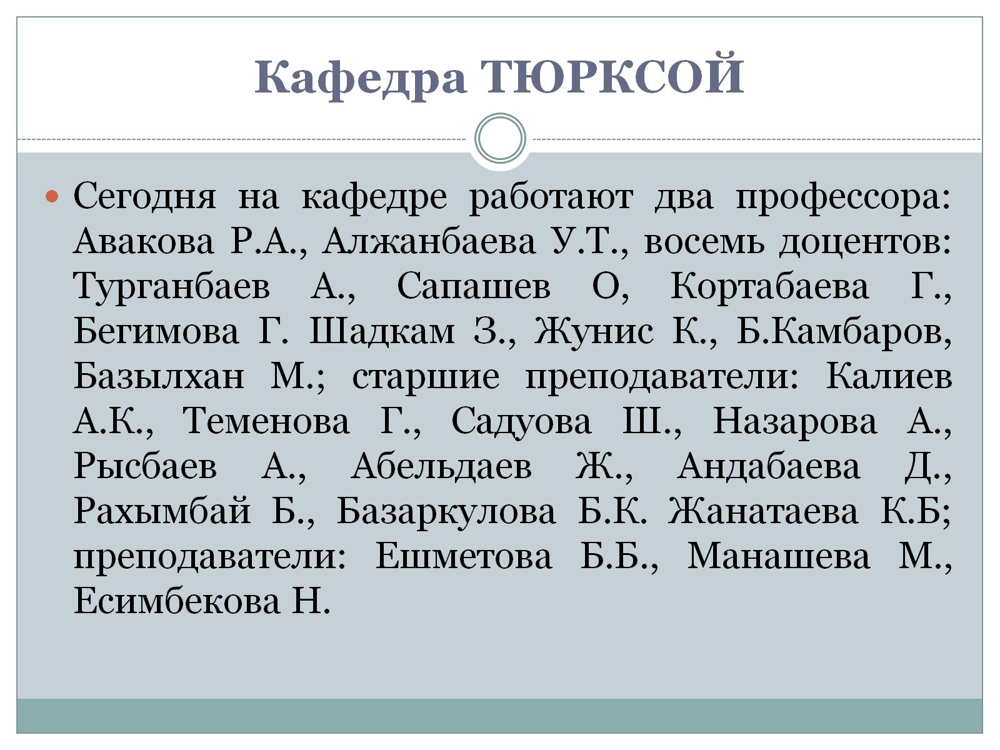 Кафедра ТЮРКСОЙ
• Сегодня на кафедре работают два профессора:
Авакова Р.А., Алжанбаева У.Т., восемь доцентов:
Турганбаев А., Сапашев О, Кортабаева Г.,
Бегимова Г. Шадкам З., Жунис К., Б.Камбаров,
Базылхан М.; старшие преподаватели: Калиев
А.К., Теменова Г., Садуова Ш., Назарова А.,
Рысбаев А., Абельдаев Ж., Андабаева Д.,
Рахымбай Б., Базаркулова Б.К. Жанатаева К.Б;
преподаватели: Ешметова Б.Б., Манашева М.,
Есимбекова Н.